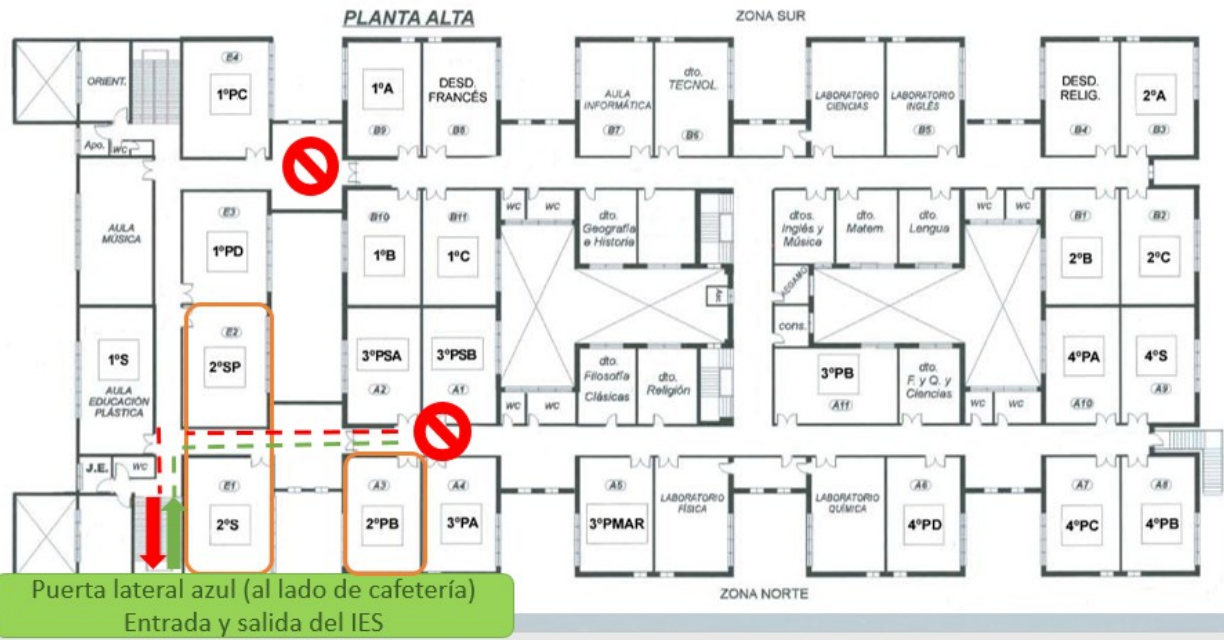 PLANTA ALTA
ZONA SUR
ORIENT.
E4
1ºPC
Apo.
WC
B9
1ºA
DESD.
FRANCÉS
B8
AULA
INFORMÁTICA
B7
dto.
TECNOL
B6
LABORATORIO
CIENCIAS
LABORATORIO
INGLÉS
B5
DESD.
RELIG.
B4
2ºA
B3
AULA
MÚSICA
E3
1ºPD
B10
1ºB
B11
1ºC
WC
WC
dto.
Geografía
e Historia
dtos.
Inglés y
Música
dto.
Matem.
dto.
Lengua
WC
WC
B1
2ºB
B2
2ºC
AEGAMO
cons.
1ºS
AULA
EDUCACIÓN
PLÁSTICA
E2
2ºSP
3ºPSA
A2
3ºPSB
A1
WC
WC
dto.
Filosofía
Clásicas
dto.
Religión
3ºPB
A11
dto.
F. y Q. y
Ciencias
WC
WC
4ºPA
A10
4ºS
A9
J.E.
WC
E1
2ºS
A3
2ºPB
A4
3ºPA
A5
3ºPMAR
LABORATORIO
FÍSICA
LABORATORIO
QUÍMICA
A6
4ºPD
A7
4ºPC
A8
4ºPB
ZONA NORTE
Puerta lateral azul (al lado de cafetería)
Entrada y salida del IES